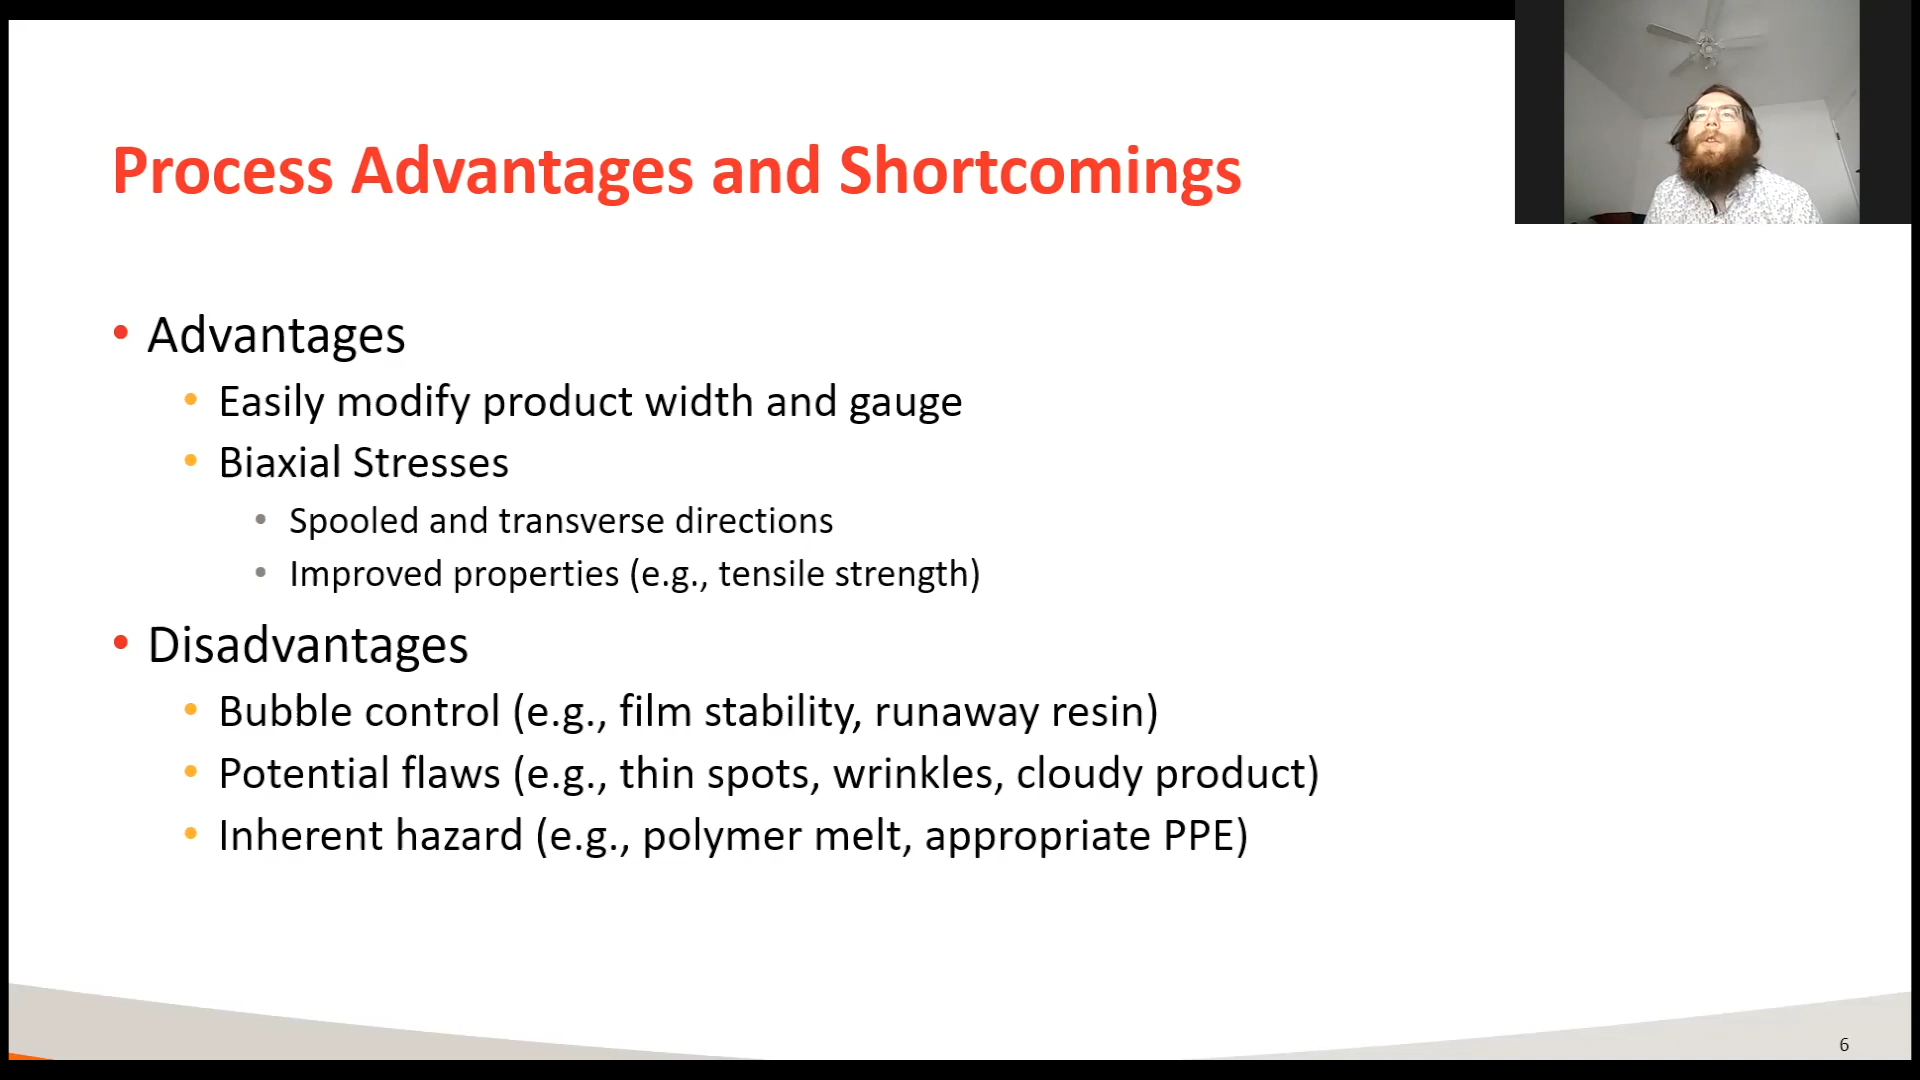 Process Advantages and Shortcomings
• Advantages
• Easily modify product width and gauge
• Biaxial Stresses
• Spooled and transverse directions
• Improved properties (e.g., tensile strength)
• Disadvantages
• Bubble control (e.g., film stability, runaway resin)
• Potential flaws (e.g., thin spots, wrinkles, cloudy product)
• Inherent hazard (e.g., polymer melt, appropriate PPE)
6